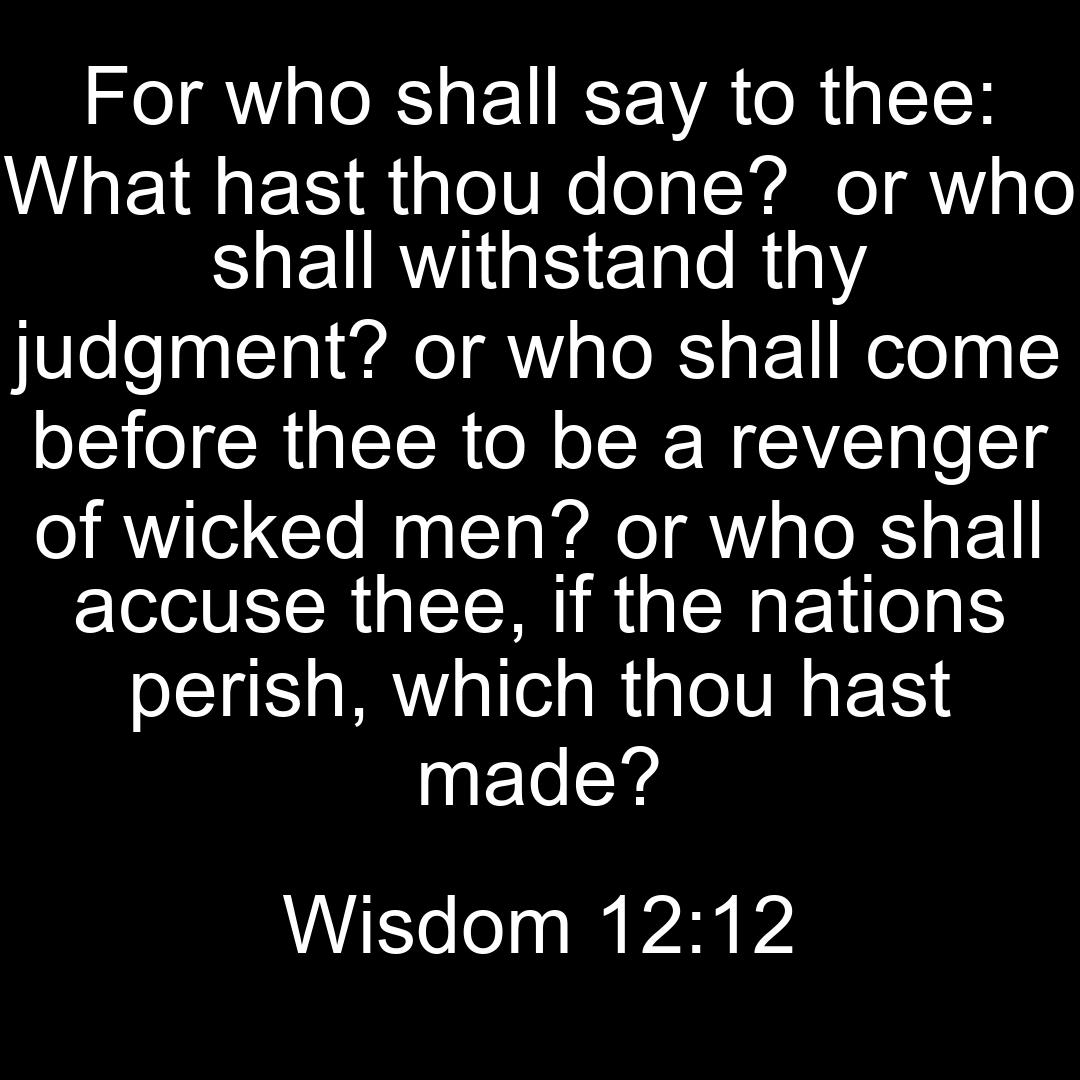 For who shall say to thee:
What hast thou done?  or who
shall withstand thy
judgment? or who shall come
before thee to be a revenger
of wicked men? or who shall
accuse thee, if the nations
perish, which thou hast
made?
Wisdom 12:12